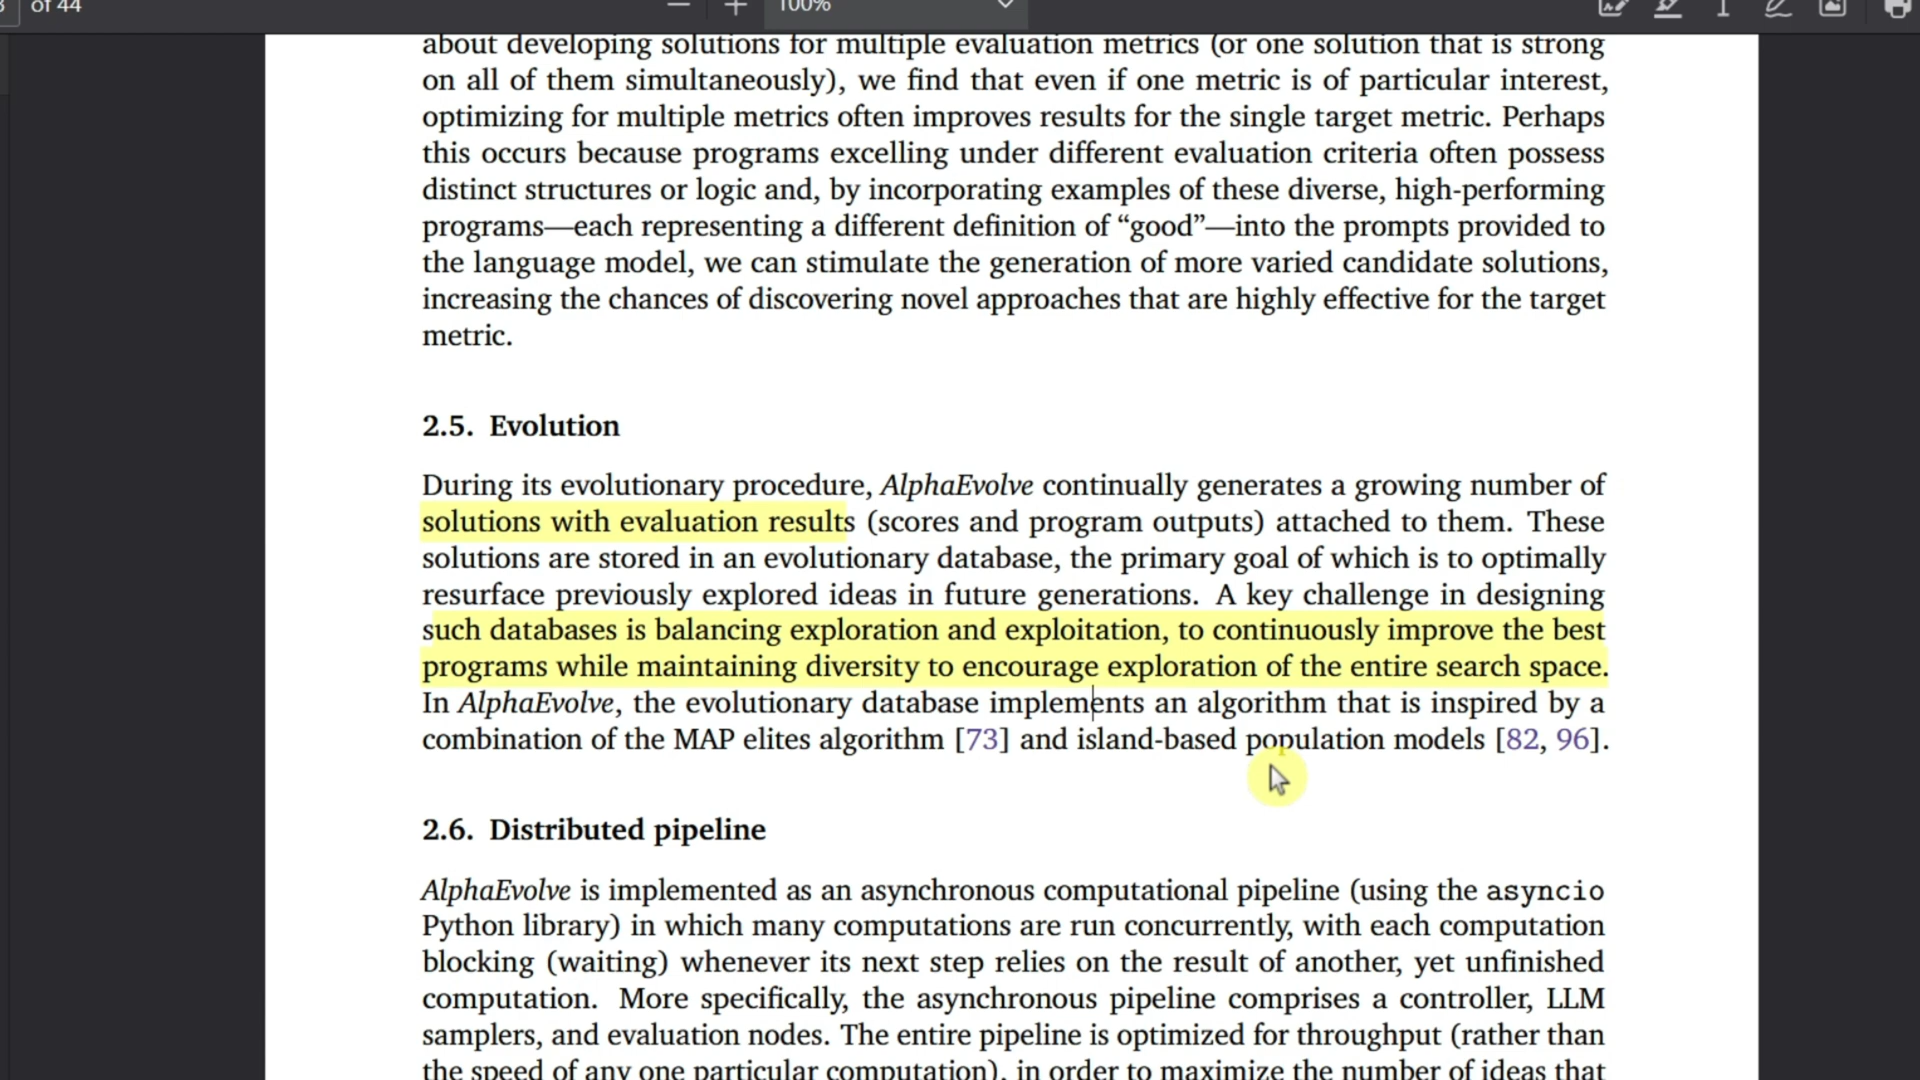 of 44
100%
about developing solutions for multiple evaluation metrics (or one solution that is strong
on all of them simultaneously), we find that even if one metric is of particular interest,
optimizing for multiple metrics often improves results for the single target metric. Perhaps
this occurs because programs excelling under different evaluation criteria often possess
distinct structures or logic and, by incorporating examples of these diverse, high-performing
programs—each representing a different definition of “good”—into the prompts provided to
the language model, we can stimulate the generation of more varied candidate solutions,
increasing the chances of discovering novel approaches that are highly effective for the target
metric.
2.5. Evolution
During its evolutionary procedure, AlphaEvolve continually generates a growing number of
solutions with evaluation results (scores and program outputs) attached to them. These
solutions are stored in an evolutionary database, the primary goal of which is to optimally
resurface previously explored ideas in future generations. A key challenge in designing
such databases is balancing exploration and exploitation, to continuously improve the best
programs while maintaining diversity to encourage exploration of the entire search space.
In AlphaEvolve, the evolutionary database implements an algorithm that is inspired by a
combination of the MAP elites algorithm [73] and island-based population models [82, 96].
2.6. Distributed pipeline
AlphaEvolve is implemented as an asynchronous computational pipeline (using the asyncio
Python library) in which many computations are run concurrently, with each computation
blocking (waiting) whenever its next step relies on the result of another, yet unfinished
computation. More specifically, the asynchronous pipeline comprises a controller, LLM
samplers, and evaluation nodes. The entire pipeline is optimized for throughput (rather than
the speed of any one particular computation), in order to maximize the number of ideas that